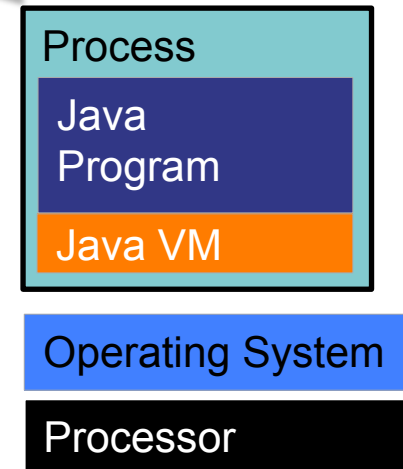 Process
Java
Program
Java VM
Operating System
Processor